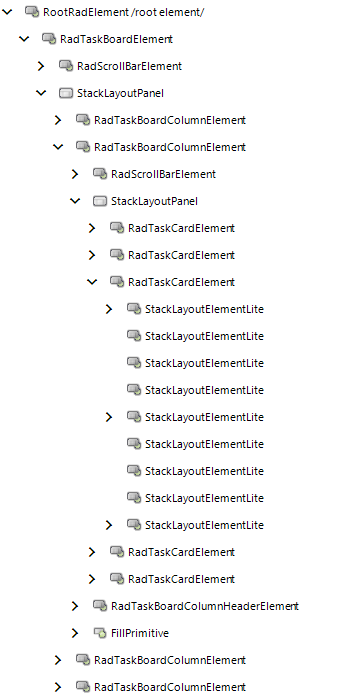 RootRadElement /root element/
RadTaskBoardElement
RadScrollBarElement
StackLayoutPanel
RadTaskBoardColumnElement
RadTaskBoardColumnElement
RadScrollBarElement
StackLayoutPanel
RadTaskCardElement
RadTaskCardElement
RadTaskCardElement
StackLayoutElementLite
StackLayoutElementLite
StackLayoutElementLite
StackLayoutElementLite
StackLayoutElementLite
StackLayoutElementLite
StackLayoutElementLite
StackLayoutElementLite
StackLayoutElementLite
RadTaskCardElement
RadTaskCardElement
RadTaskBoardColumnHeaderElement
FillPrimitive
RadTaskBoardColumnElement
RadTaskBoardColumnElement